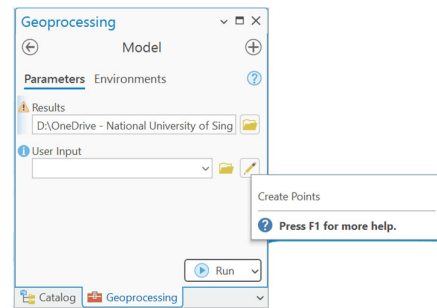 Geoprocessing
Model
Parameters Environments
Results
D:\OneDrive - National University of Sing
User Input
Create Points
Press F1 for more help.
Run
Catalog Geoprocessing